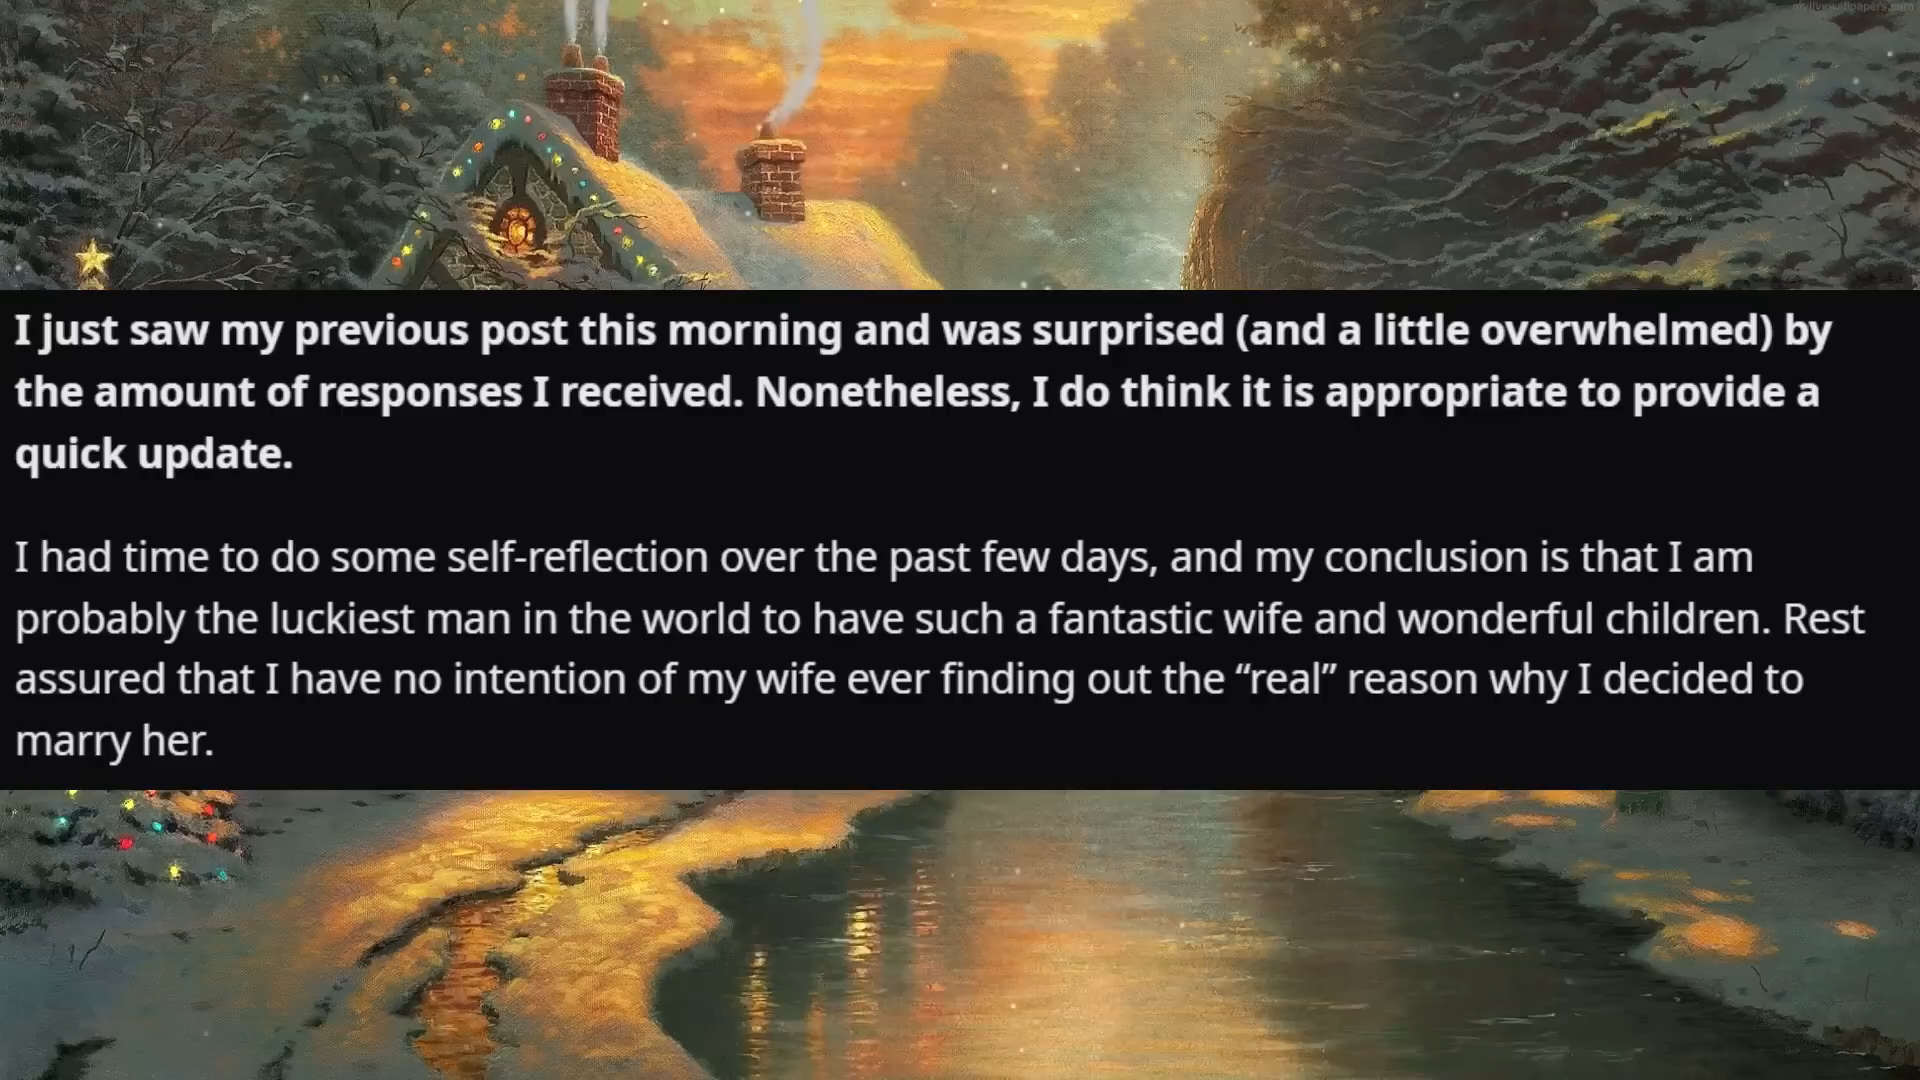 mylivewallpapers.com
I just saw my previous post this morning and was surprised (and a little overwhelmed) by
the amount of responses I received. Nonetheless, I do think it is appropriate to provide a
quick update.
I had time to do some self-reflection over the past few days, and my conclusion is that I am
probably the luckiest man in the world to have such a fantastic wife and wonderful children. Rest
assured that I have no intention of my wife ever finding out the “real” reason why I decided to
marry her.